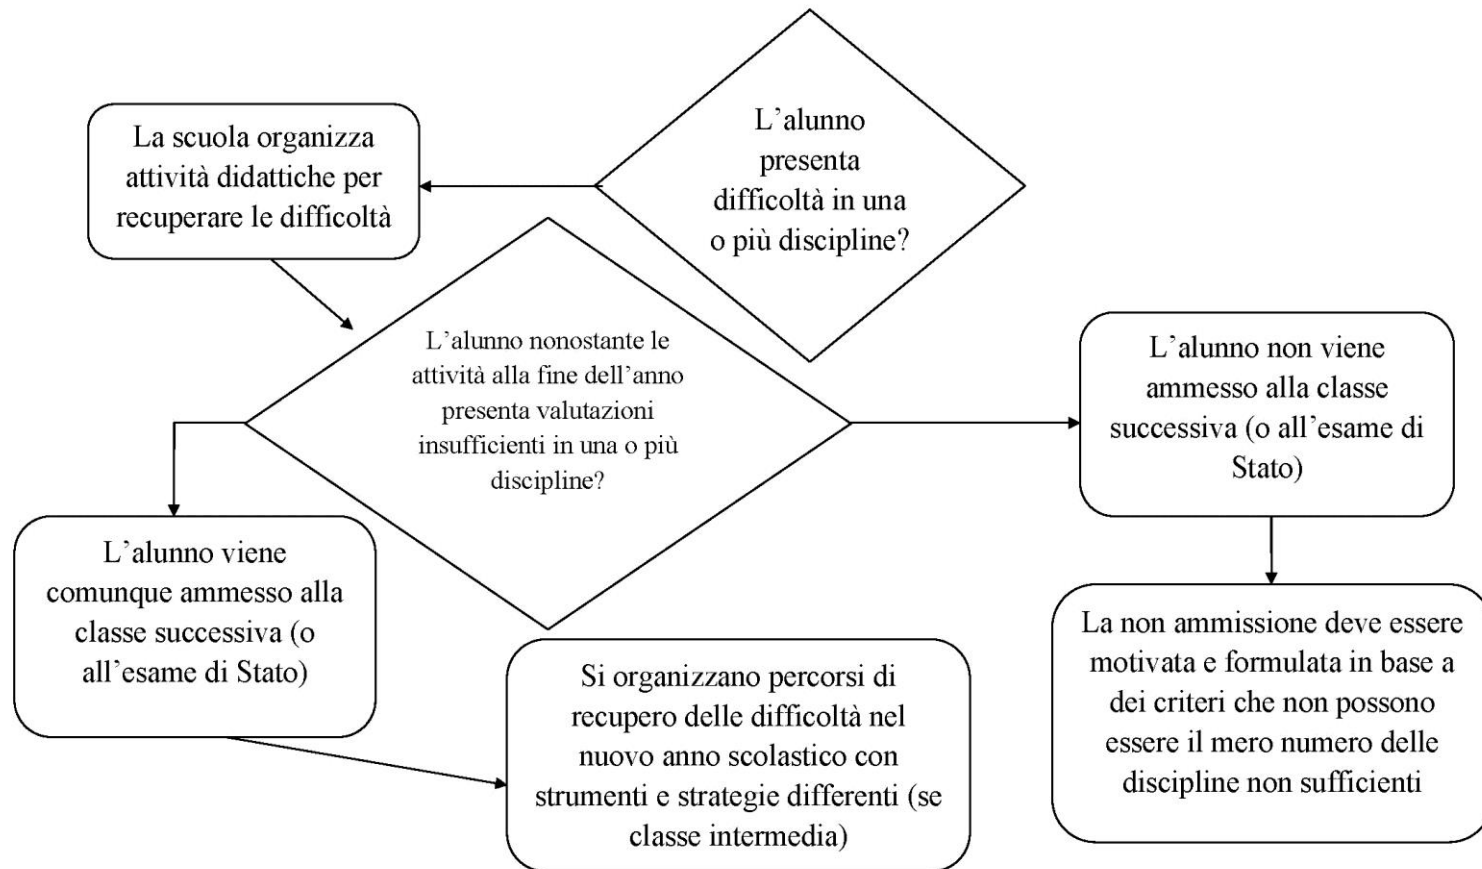 L’alunno
presenta
difficoltà in una
o più discipline?
La scuola organizza
attività didattiche per
recuperare le difficoltà
L’alunno nonostante le
attività alla fine dell’anno
presenta valutazioni
insufficienti in una o più
discipline?
L’alunno non viene
ammesso alla classe
successiva (o all’esame di
Stato)
L’alunno viene
comunque ammesso alla
classe successiva (o
all’esame di Stato)
La non ammissione deve essere
motivata e formulata in base a
dei criteri che non possono
essere il mero numero delle
discipline non sufficienti
Si organizzano percorsi di
recupero delle difficoltà nel
nuovo anno scolastico con
strumenti e strategie differenti (se
classe intermedia)